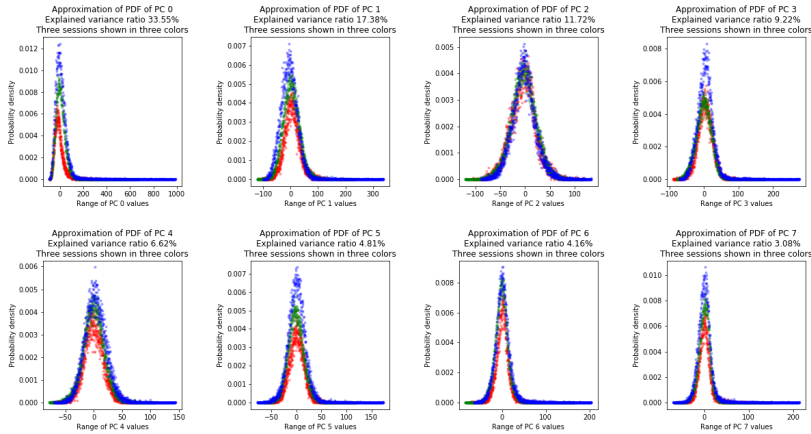 Approximation of PDF of PC 0
Explained variance ratio 33.55%
Three sessions shown in three colors
Probability density
0.012
0.010
0.008
0.006
0.004
0.002
0.000
0 200 400 600 800 1000
Range of PC 0 values
Approximation of PDF of PC 1
Explained variance ratio 17.38%
Three sessions shown in three colors
Probability density
0.007
0.006
0.005
0.004
0.003
0.002
0.001
0.000
−100 0 100 200 300
Range of PC 1 values
Approximation of PDF of PC 2
Explained variance ratio 11.72%
Three sessions shown in three colors
Probability density
0.005
0.004
0.003
0.002
0.001
0.000
−100 −50 0 50 100
Range of PC 2 values
Approximation of PDF of PC 3
Explained variance ratio 9.22%
Three sessions shown in three colors
Probability density
0.008
0.006
0.004
0.002
0.000
−100 0 100 200
Range of PC 3 values
Approximation of PDF of PC 4
Explained variance ratio 6.62%
Three sessions shown in three colors
Probability density
0.006
0.005
0.004
0.003
0.002
0.001
0.000
−50 0 50 100 150
Range of PC 4 values
Approximation of PDF of PC 5
Explained variance ratio 4.81%
Three sessions shown in three colors
Probability density
0.007
0.006
0.005
0.004
0.003
0.002
0.001
0.000
−50 0 50 100 150
Range of PC 5 values
Approximation of PDF of PC 6
Explained variance ratio 4.16%
Three sessions shown in three colors
Probability density
0.008
0.006
0.004
0.002
0.000
0 100 200
Range of PC 6 values
Approximation of PDF of PC 7
Explained variance ratio 3.08%
Three sessions shown in three colors
Probability density
0.010
0.008
0.006
0.004
0.002
0.000
0 100 200
Range of PC 7 values